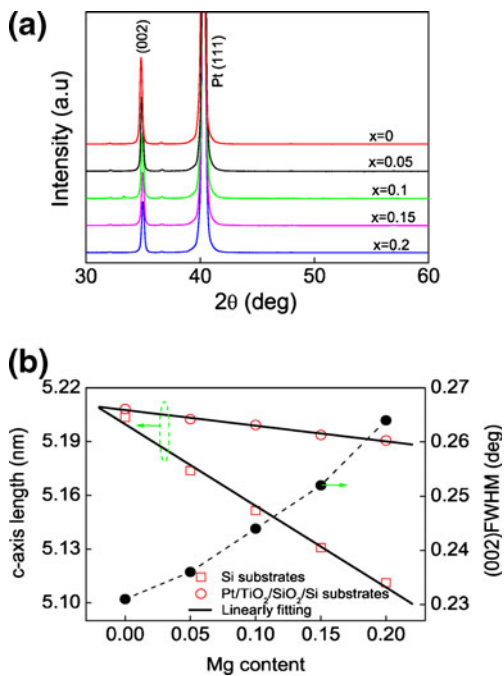 (a)
Intensity (a.u)
(002)
Pt (111)
x=0
x=0.05
x=0.1
x=0.15
x=0.2
30 40 50 60
2θ (deg)
(b)
c-axis length (nm)
5.22
5.19
5.16
5.13
5.10
0.27
0.26
0.25
0.24
0.23
(002)FWHM (deg)
Si substrates
Pt/TiO₂/SiO₂/Si substrates
Linearly fitting
0.00 0.05 0.10 0.15 0.20
Mg content